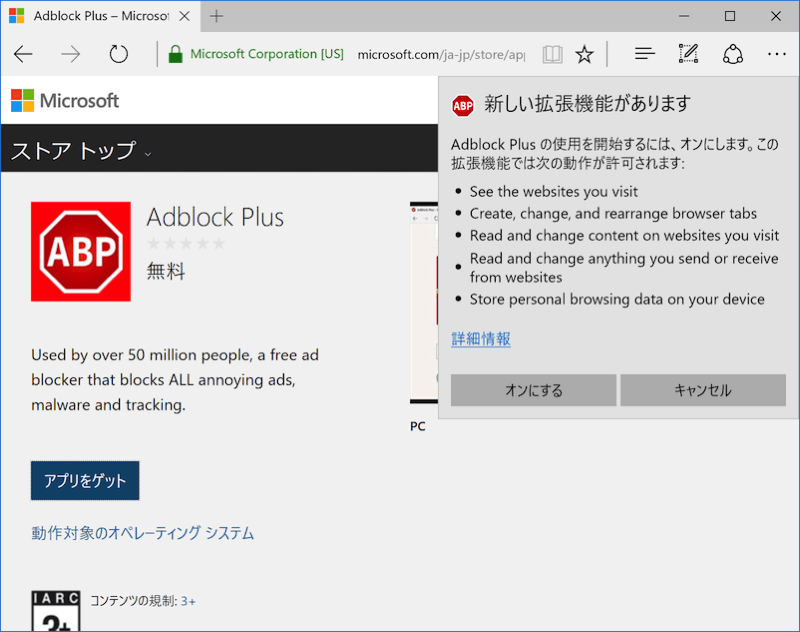 Adblock Plus – Microsof
Microsoft Corporation [US]
microsoft.com/ja-jp/store/app
Microsoft
ストア トップ
ABP
Adblock Plus
無料
Used by over 50 million people, a free ad
blocker that blocks ALL annoying ads,
malware and tracking.
アプリをゲット
動作対象のオペレーティング システム
IARC
3+
コンテンツの規制: 3+
PC
ABP
新しい拡張機能があります
Adblock Plus の使用を開始するには、オンにします。この
拡張機能では次の動作が許可されます:
• See the websites you visit
• Create, change, and rearrange browser tabs
• Read and change content on websites you visit
• Read and change anything you send or receive
from websites
• Store personal browsing data on your device
詳細情報
オンにする
キャンセル